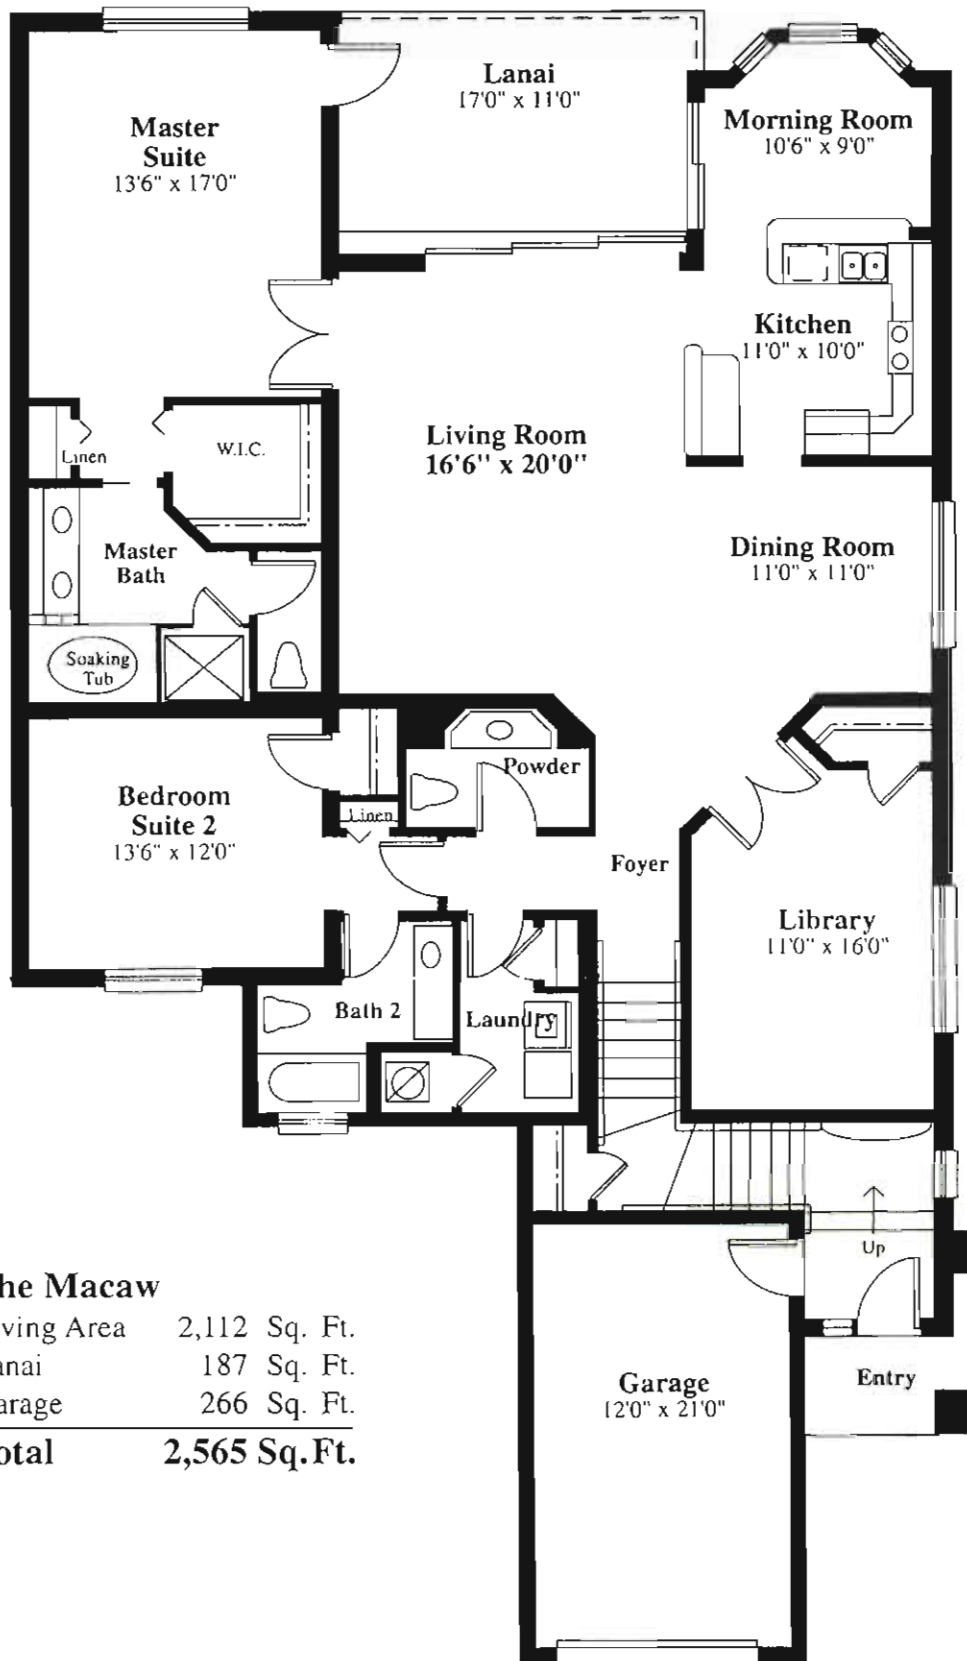 Lanai
17'0" x 11'0"
Master
Suite
13'6" x 17'0"
Morning Room
10'6" x 9'0"
Kitchen
11'0" x 10'0"
Living Room
16'6" x 20'0"
Linen
W.I.C.
Master
Bath
Dining Room
11'0" x 11'0"
Soaking
Tub
Powder
Bedroom
Suite 2
13'6" x 12'0"
Linen
Foyer
Library
11'0" x 16'0"
Bath 2
Laundry
Up
he Macaw
ving Area 2,112 Sq. Ft.
anai 187 Sq. Ft.
arage 266 Sq. Ft.
otal 2,565 Sq. Ft.
Garage
12'0" x 21'0"
Entry